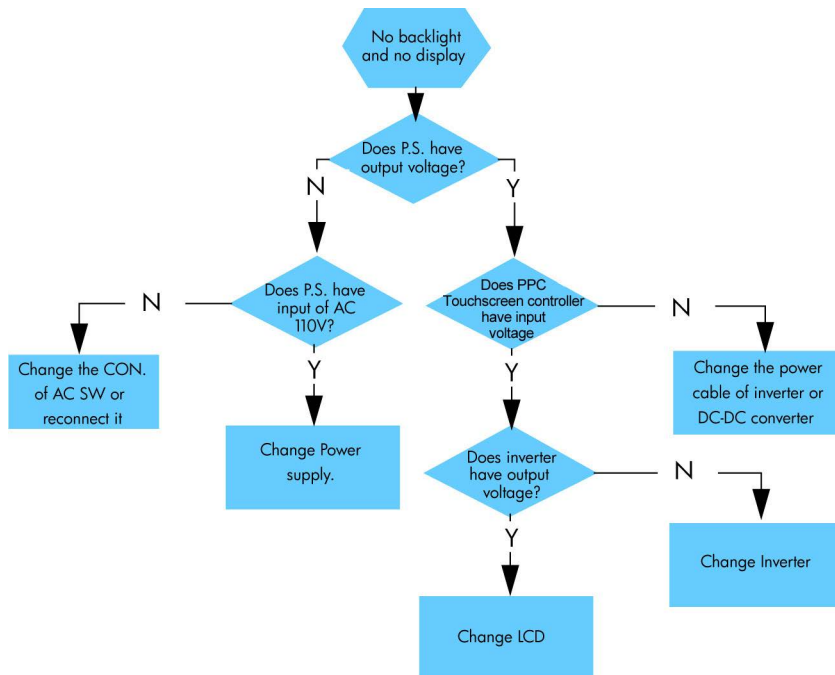 No backlight
and no display
Does P.S. have
output voltage?
N
Y
Does P.S. have
input of AC
110V?
Does PPC
Touchscreen controller
have input
voltage
N
N
Change the CON.
of AC SW or
reconnect it
Y
Y
Change the power
cable of inverter or
DC-DC converter
Change Power
supply.
Does inverter
have output
voltage?
N
Y
Change Inverter
Change LCD